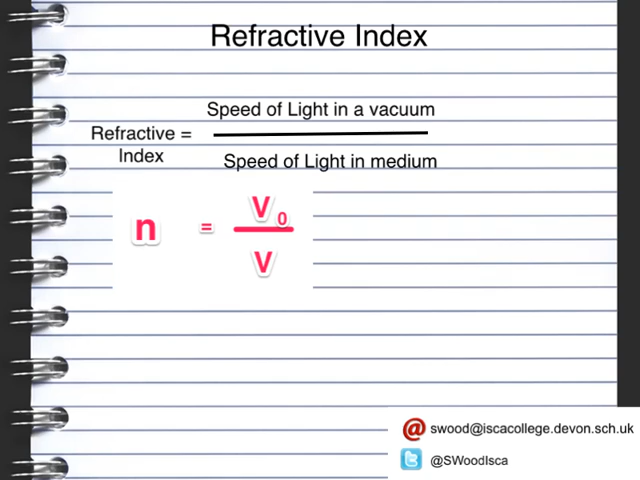 Refractive Index
Speed of Light in a vacuum
Refractive =
Index
Speed of Light in medium
n = V0
V
swood@iscacollege.devon.sch.uk
@SWoodIsca